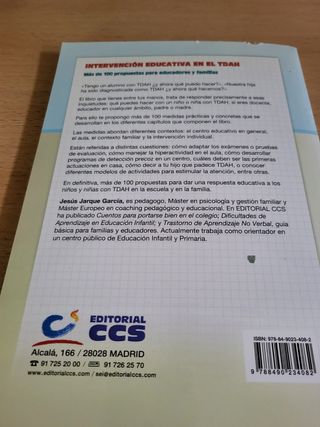 INTERVENCIÓN EDUCATIVA EN EL TDAH
Más de 100 propuestas para educadores y familias
«Tengo un alumno con TDAH ¿y ahora qué puedo hacer?». «Nuestra hija
ha sido diagnosticada como TDAH ¿y ahora qué hacemos?».
El libro que tienes entre tus manos, trata de responder precisamente a esas
inquietudes: qué puedes hacer con un niño o niña con TDAH, si eres docente,
educador en cualquier ámbito, padre o madre.
Para ello te propongo más de 100 medidas prácticas y concretas que se
desarrollan en los diferentes capítulos que componen el libro.
Las medidas abordan diferentes contextos: el centro educativo en general,
el aula, el contexto familiar y la intervención individual.
Están referidas a distintas cuestiones: cómo adaptar los exámenes o pruebas
de evaluación, cómo manejar la hiperactividad en el aula, cómo desarrollar
programas de detección precoz en un centro, cuáles deben ser las primeras
actuaciones en casa, cómo decir a tu hijo que padece TDAH, o conocer
diferentes modelos de actividades para estimular la atención, entre otras.
En definitiva, más de 100 propuestas para dar una respuesta educativa a los
niños y niñas con TDAH en la escuela y en la familia.
Jesús Jarque García, es pedagogo, Máster en psicología y gestión familiar y
Máster Europeo en coaching pedagógico y educacional. En EDITORIAL CCS
ha publicado Cuentos para portarse bien en el colegio; Dificultades de
Aprendizaje en Educación Infantil; y Trastorno de Aprendizaje No Verbal, guía
básica para familias y educadores. Actualmente trabaja como orientador en
un centro público de Educación Infantil y Primaria.
EDITORIAL
CCS
Alcalá, 166 / 28028 MADRID
☎ 91 725 20 00 / 📠 91 726 25 70
www.editorialccs.com / sei@editorialccs.com
ISBN: 978-84-9023-408-2
9 788490 234082